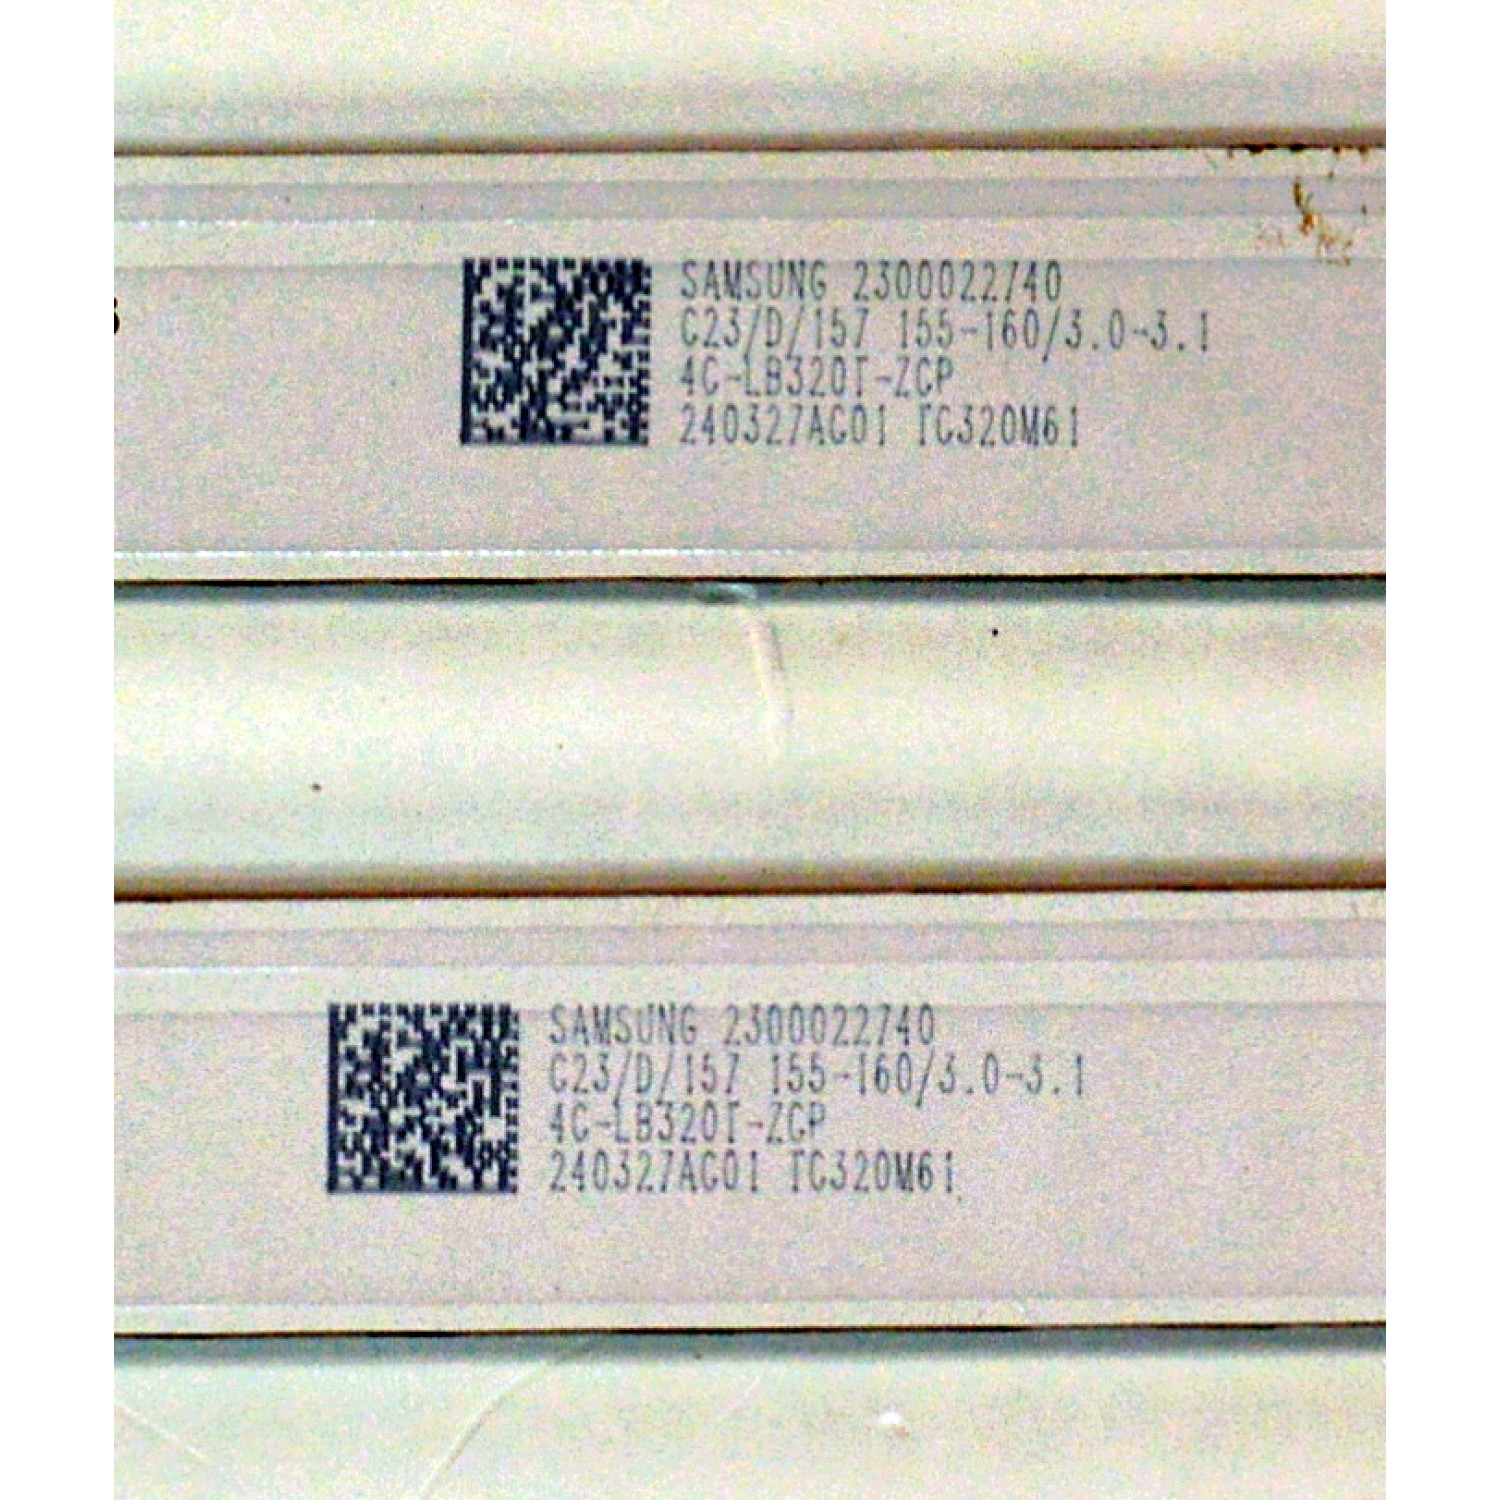 SAMSUNG 2300022740
C23/D/157 155-160/3.0-3.1
4C-LB320T-ZCP
240327AC01 TC320M61
SAMSUNG 2300022740
C23/D/157 155-160/3.0-3.1
4C-LB320T-ZCP
240327AC01 TC320M61